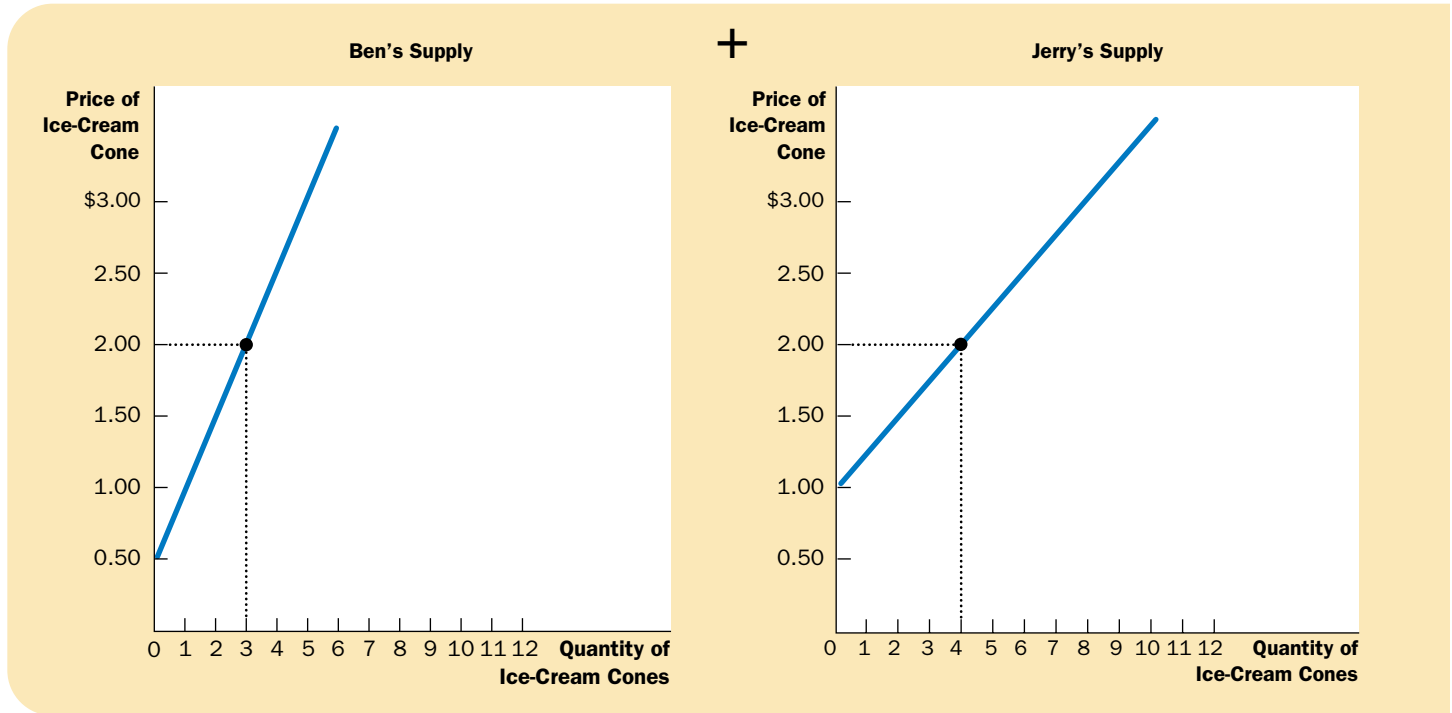 Ben's Supply
+
Jerry's Supply
Price of
Ice-Cream
Cone
$3.00
2.50
2.00
1.50
1.00
0.50
0 1 2 3 4 5 6 7 8 9 10 11 12 Quantity of
Ice-Cream Cones
Price of
Ice-Cream
Cone
$3.00
2.50
2.00
1.50
1.00
0.50
0 1 2 3 4 5 6 7 8 9 10 11 12 Quantity of
Ice-Cream Cones